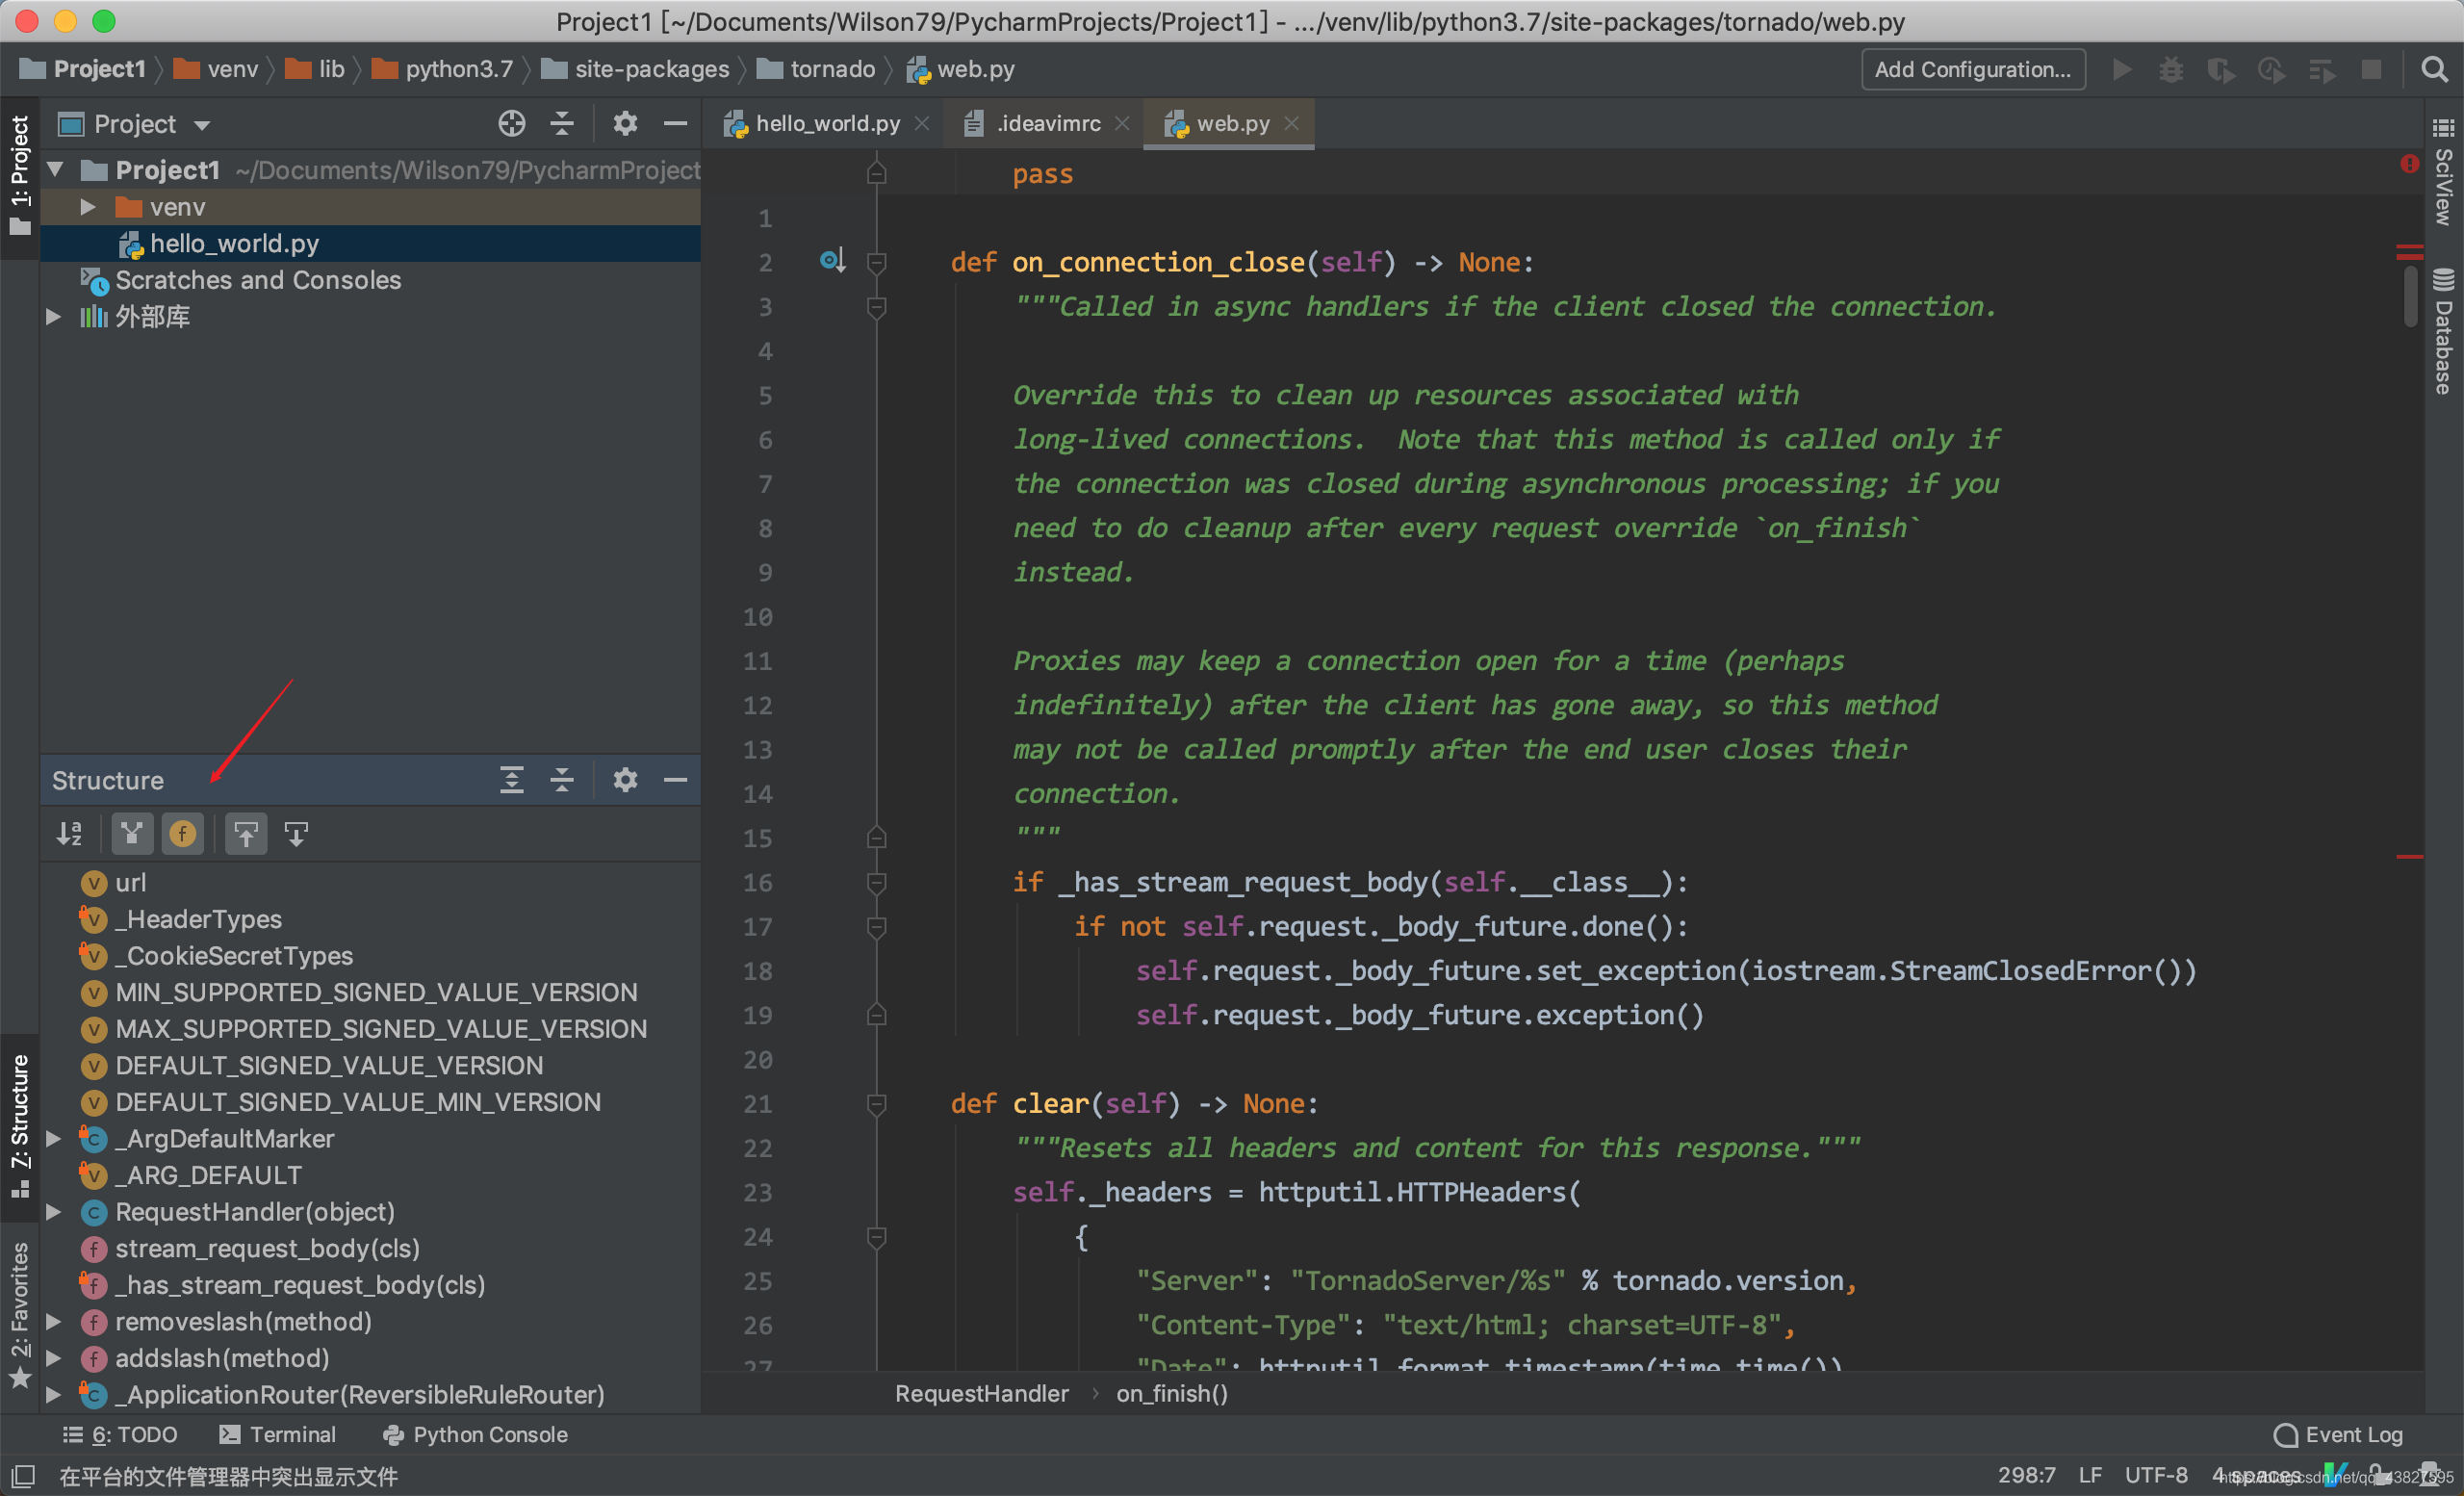 Project1 [~/Documents/Wilson79/PycharmProjects/Project1] - .../venv/lib/python3.7/site-packages/tornado/web.py
Project1 venv lib python3.7 site-packages tornado web.py
Add Configuration...
1: Project
Project
Project1 ~/Documents/Wilson79/PycharmProject
venv
hello_world.py
Scratches and Consoles
外部库
hello_world.py
.ideavimrc
web.py
pass
1
2 def on_connection_close(self) -> None:
3 """Called in async handlers if the client closed the connection.
4
5 Override this to clean up resources associated with
6 long-lived connections.  Note that this method is called only if
7 the connection was closed during asynchronous processing; if you
8 need to do cleanup after every request override `on_finish`
9 instead.
10
11 Proxies may keep a connection open for a time (perhaps
12 indefinitely) after the client has gone away, so this method
13 may not be called promptly after the end user closes their
14 connection.
15 """
16 if _has_stream_request_body(self.__class__):
17 if not self.request._body_future.done():
18 self.request._body_future.set_exception(iostream.StreamClosedError())
19 self.request._body_future.exception()
20
21 def clear(self) -> None:
22 """Resets all headers and content for this response."""
23 self._headers = httputil.HTTPHeaders(
24 {
25 "Server": "TornadoServer/%s" % tornado.version,
26 "Content-Type": "text/html; charset=UTF-8",
27 "Date": httputil.format_timestamp(time.time())
RequestHandler › on_finish()
SciView
Database
Structure
url
_HeaderTypes
_CookieSecretTypes
MIN_SUPPORTED_SIGNED_VALUE_VERSION
MAX_SUPPORTED_SIGNED_VALUE_VERSION
DEFAULT_SIGNED_VALUE_VERSION
DEFAULT_SIGNED_VALUE_MIN_VERSION
_ArgDefaultMarker
_ARG_DEFAULT
RequestHandler(object)
stream_request_body(cls)
_has_stream_request_body(cls)
removeslash(method)
addslash(method)
_ApplicationRouter(ReversibleRuleRouter)
7: Structure
2: Favorites
6: TODO Terminal Python Console
Event Log
在平台的文件管理器中突出显示文件
298:7 LF UTF-8 4 spaces
https://blog.csdn.net/qq_43827595